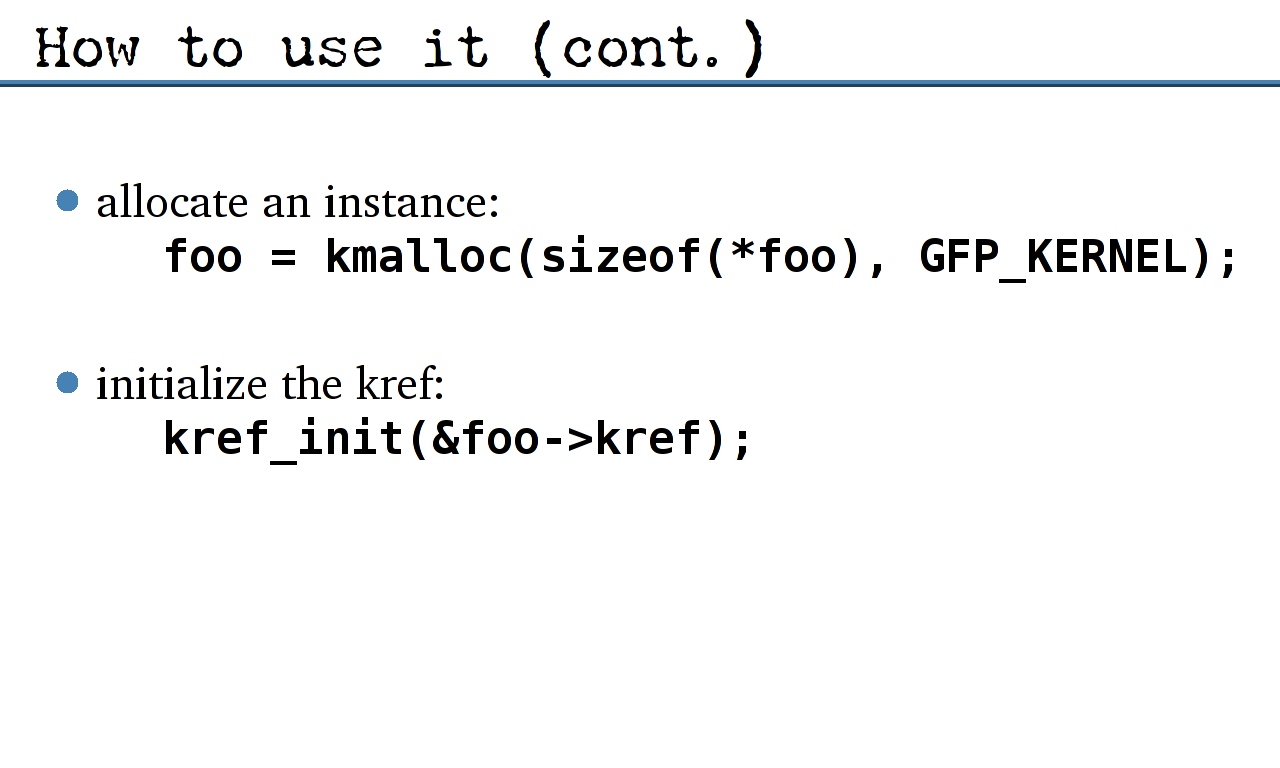 How to use it (cont.)
allocate an instance:
foo = kmalloc(sizeof(*foo), GFP_KERNEL);
initialize the kref:
kref_init(&foo->kref);